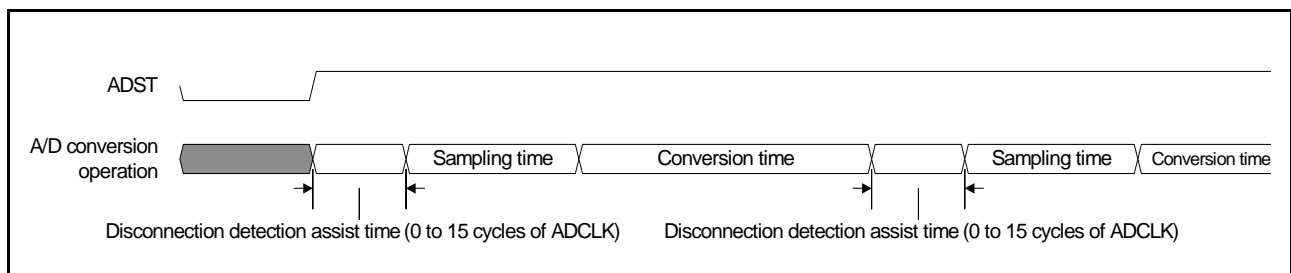 ADST
A/D conversion
operation
Sampling time
Conversion time
Sampling time
Conversion time
Disconnection detection assist time (0 to 15 cycles of ADCLK)
Disconnection detection assist time (0 to 15 cycles of ADCLK)